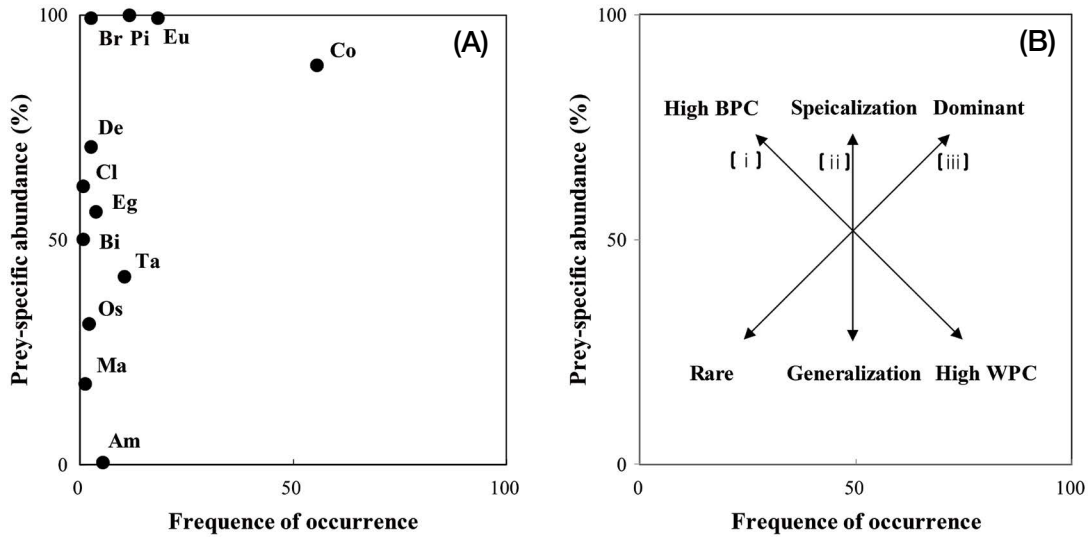 (A)
100
Br Pi Eu
Co
De
Cl
Eg
50
Bi
Ta
Os
Ma
Am
0
0 50 100
Prey-specific abundance (%)
Frequence of occurrence
(B)
100
High BPC Speicalization Dominant
[ i ] [ ii ] [ iii ]
50
Rare Generalization High WPC
0
0 50 100
Prey-specific abundance (%)
Frequence of occurrence